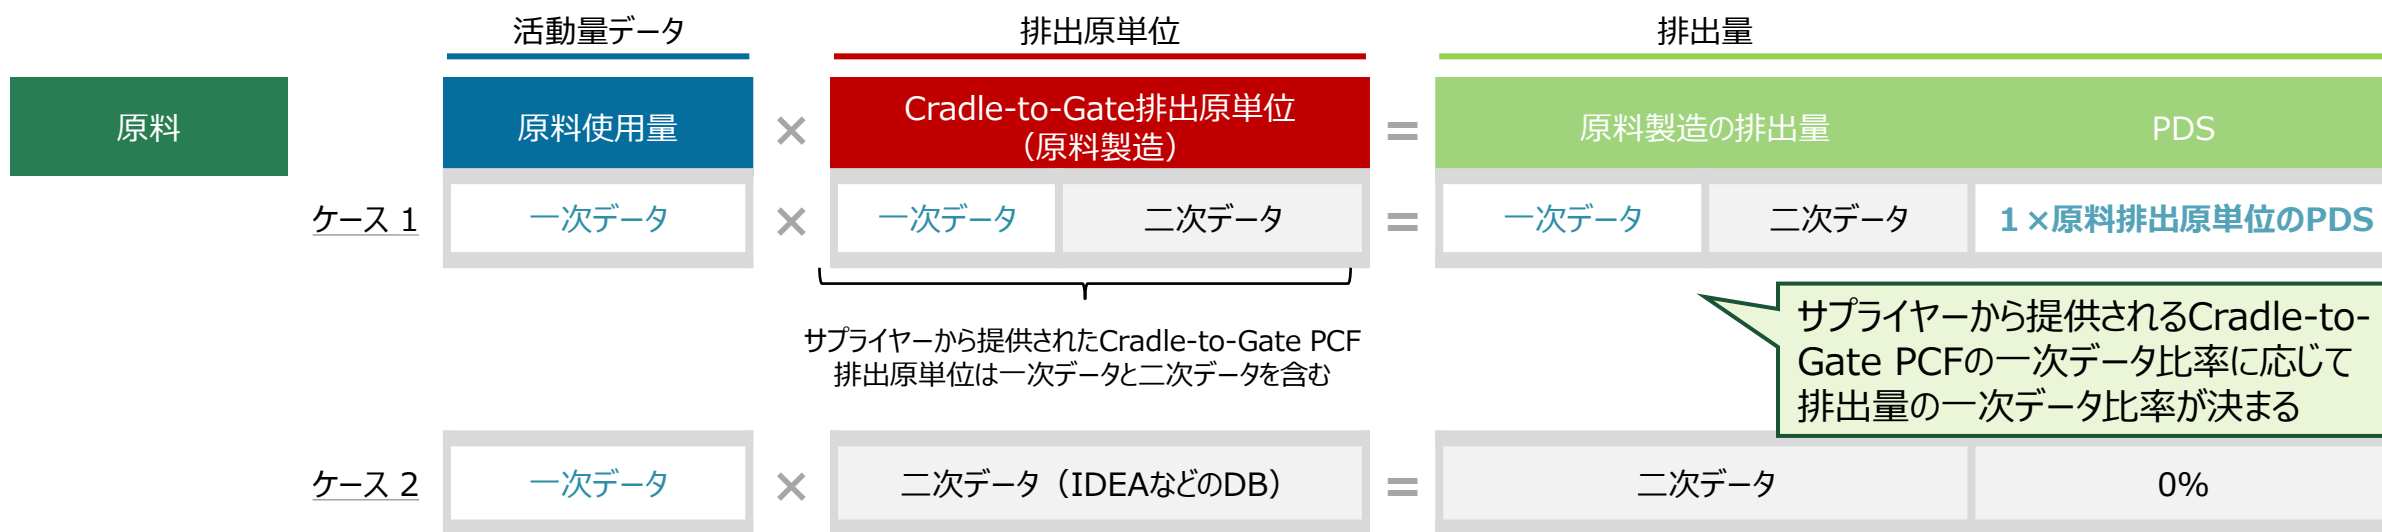 活動量データ
排出原単位
排出量
原料
原料使用量
×
Cradle-to-Gate排出原単位
（原料製造）
=
原料製造の排出量
PDS
ケース 1
一次データ
×
一次データ
二次データ
=
一次データ
二次データ
１×原料排出原単位のPDS
サプライヤーから提供されたCradle-to-Gate PCF
排出原単位は一次データと二次データを含む
サプライヤーから提供されるCradle-to-
Gate PCFの一次データ比率に応じて
排出量の一次データ比率が決まる
ケース 2
一次データ
×
二次データ（IDEAなどのDB）
=
二次データ
0%